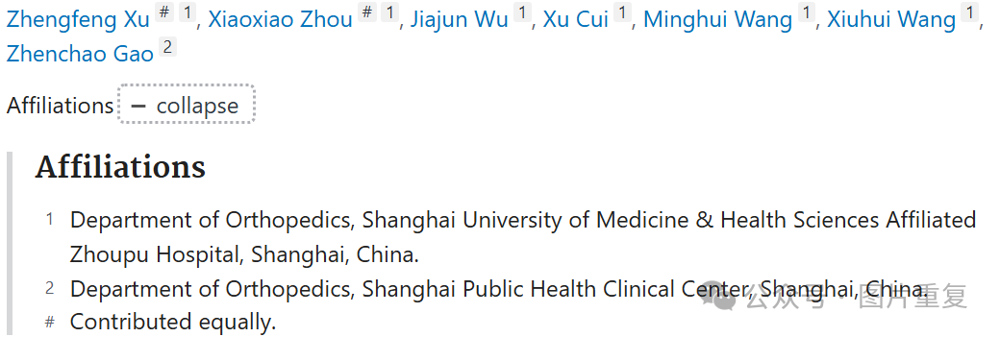 Zhengfeng Xu # 1, Xiaoxiao Zhou # 1, Jiajun Wu 1, Xu Cui 1, Minghui Wang 1, Xiuhui Wang 1,
Zhenchao Gao 2
Affiliations − collapse
Affiliations
1 Department of Orthopedics, Shanghai University of Medicine & Health Sciences Affiliated
Zhoupu Hospital, Shanghai, China.
2 Department of Orthopedics, Shanghai Public Health Clinical Center, Shanghai, China.
公众号 · 图片重复
# Contributed equally.